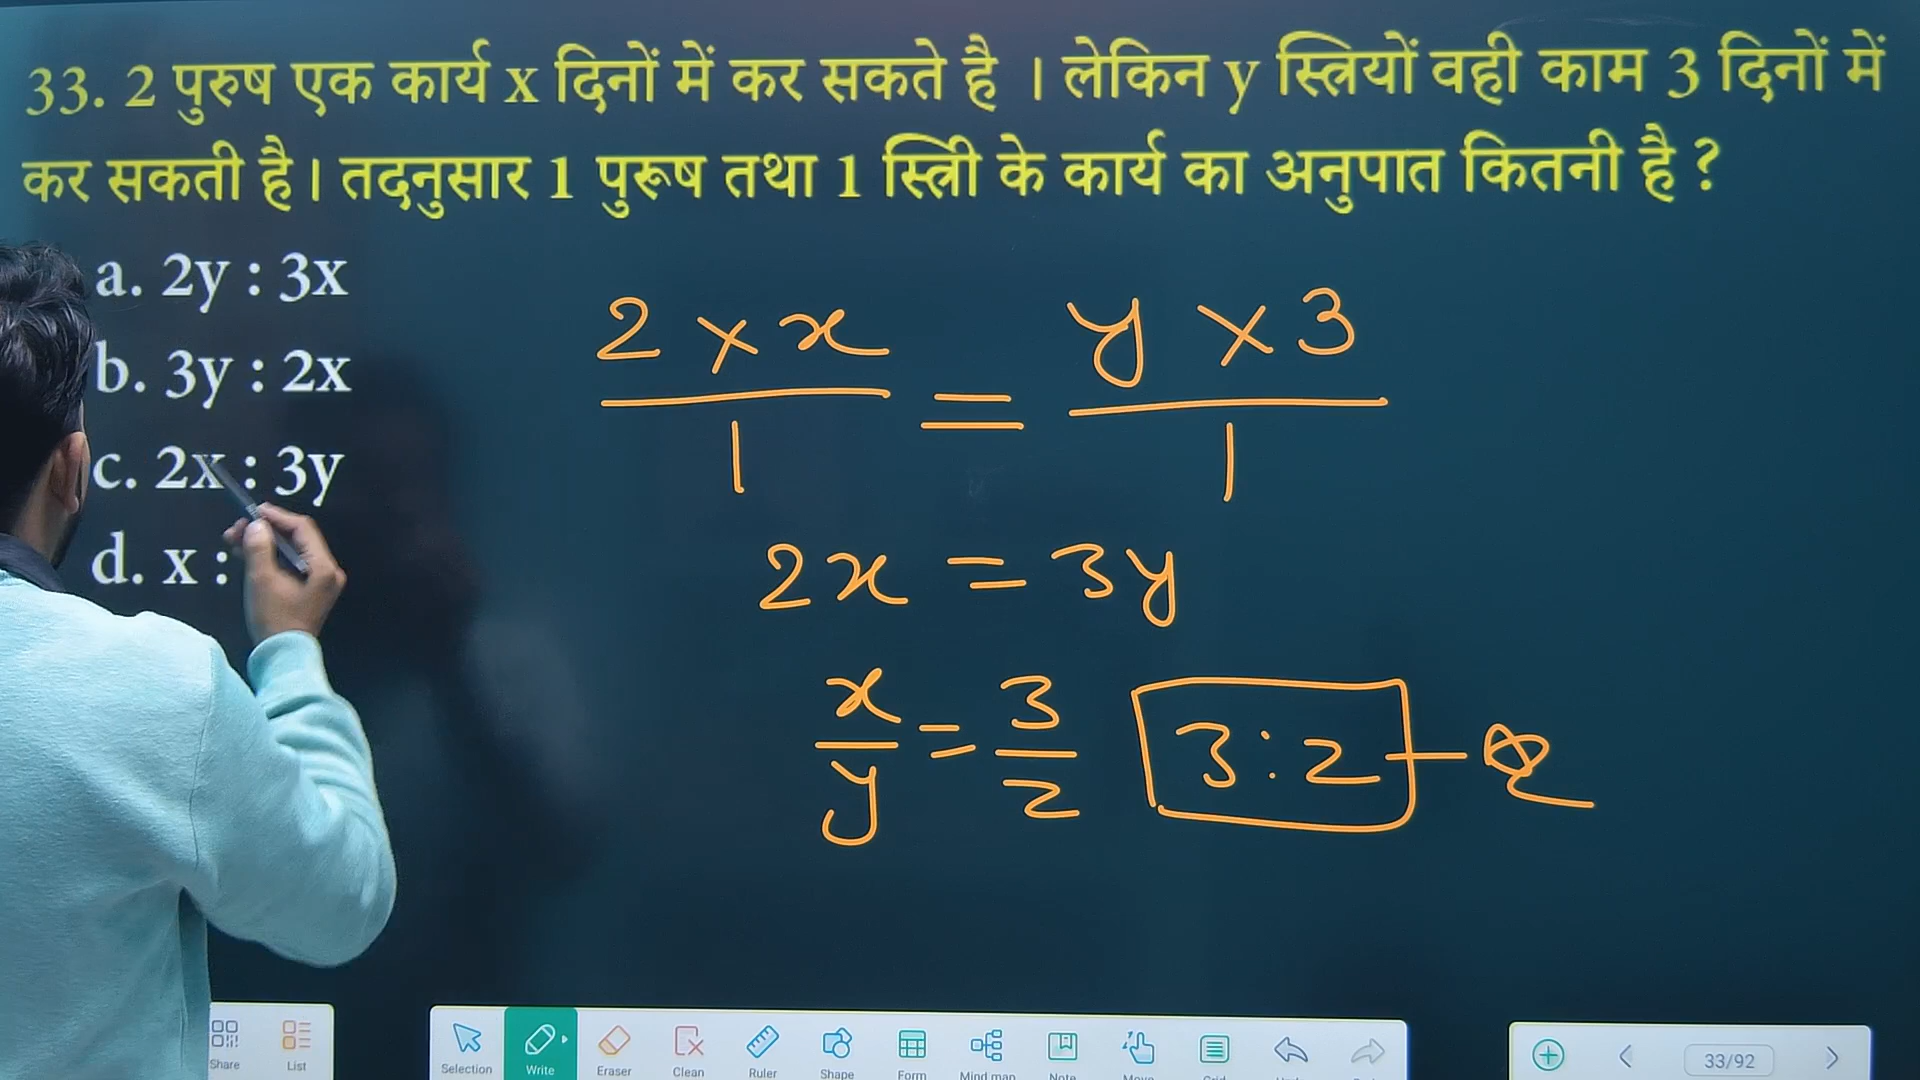 33. 2 पुरुष एक कार्य x दिनों में कर सकते है । लेकिन y स्त्रियों वही काम 3 दिनों में
कर सकती है। तदनुसार 1 पुरूष तथा 1 स्त्रिी के कार्य का अनुपात कितनी है ?
a. 2y : 3x
b. 3y : 2x
c. 2x : 3y
d. x :
2 × x / 1 = y × 3 / 1
2x = 3y
x/y = 3/2 3:2
Share List Selection Write Eraser Clean Ruler Shape Form Mind map Note Move Grid 33/92